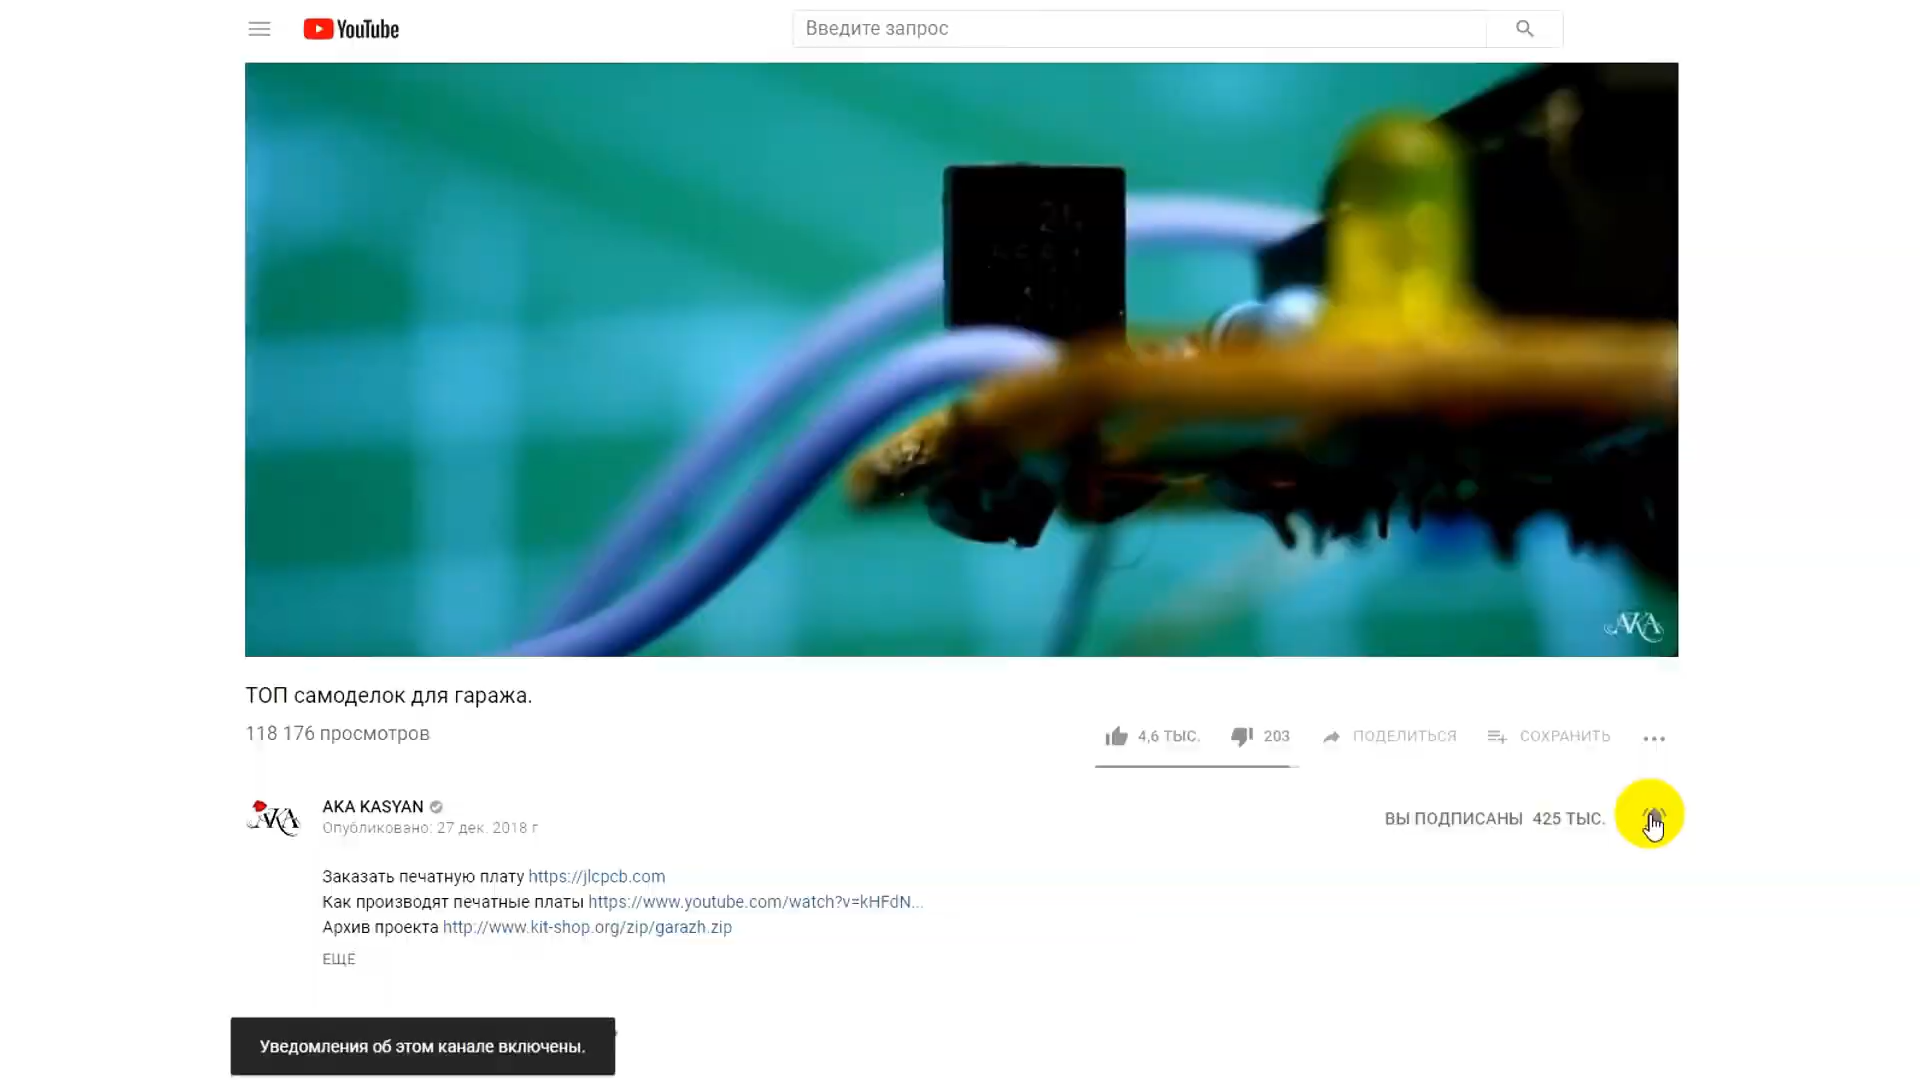 YouTube
Введите запрос
AKA
ТОП самоделок для гаража.
118 176 просмотров
4,6 ТЫС.
203
ПОДЕЛИТЬСЯ
СОХРАНИТЬ
AKA
AKA KASYAN
Опубликовано: 27 дек. 2018 г
ВЫ ПОДПИСАНЫ 425 ТЫС.
Заказать печатную плату https://jlcpcb.com
Как производят печатные платы https://www.youtube.com/watch?v=kHFdN...
Архив проекта http://www.kit-shop.org/zip/garazh.zip
ЕЩЁ
Уведомления об этом канале включены.